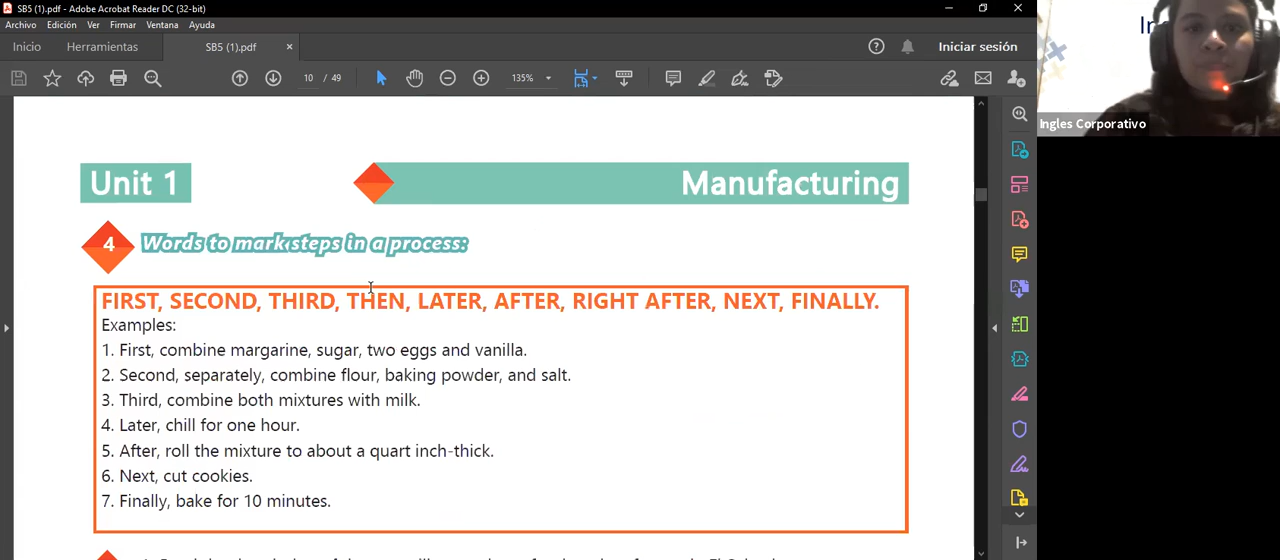 SB5 (1).pdf - Adobe Acrobat Reader DC (32-bit)
Archivo Edición Ver Firmar Ventana Ayuda
Inicio Herramientas SB5 (1).pdf × Iniciar sesión
10 / 49 135%
In
Ingles Corporativo
Unit 1 Manufacturing
4 Words to mark steps in a process:
FIRST, SECOND, THIRD, THEN, LATER, AFTER, RIGHT AFTER, NEXT, FINALLY.
Examples:
1. First, combine margarine, sugar, two eggs and vanilla.
2. Second, separately, combine flour, baking powder, and salt.
3. Third, combine both mixtures with milk.
4. Later, chill for one hour.
5. After, roll the mixture to about a quart inch-thick.
6. Next, cut cookies.
7. Finally, bake for 10 minutes.